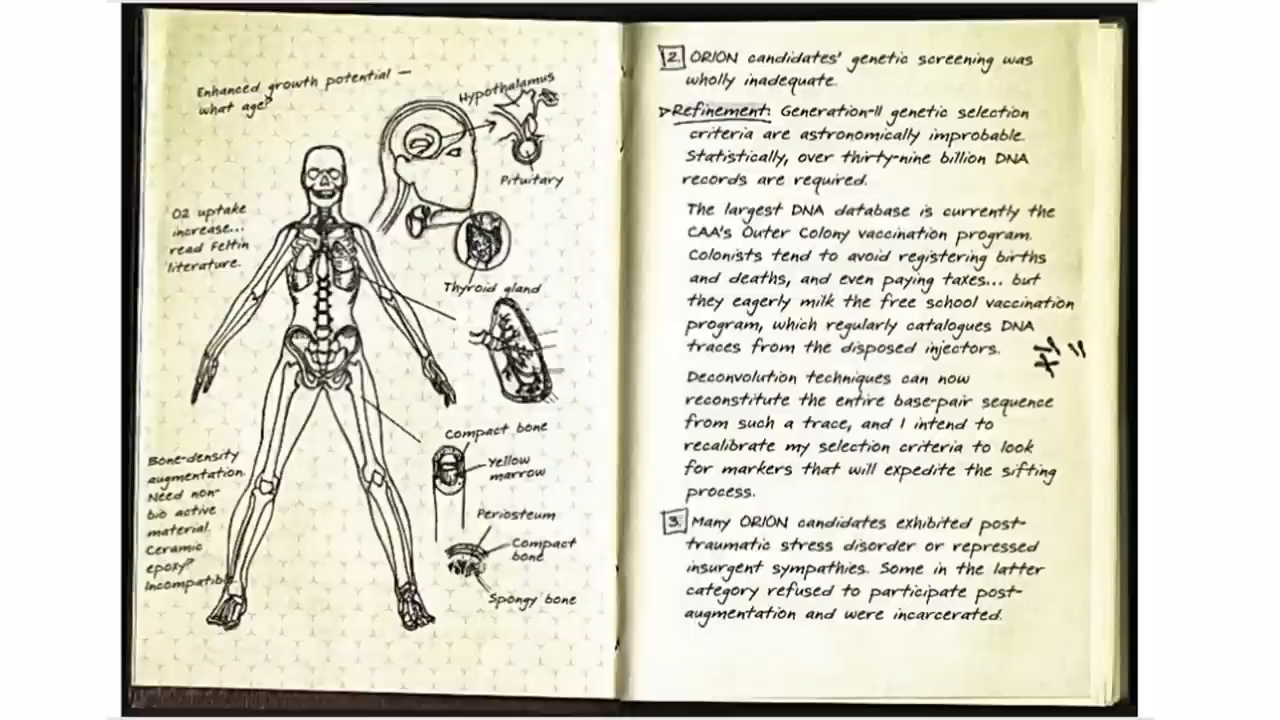 Enhanced growth potential —
what age?
Hypothalamus
Pituitary
O2 uptake
increase...
read Feltin
literature.
Thyroid gland
Compact bone
Yellow
marrow
Bone-density
augmentation.
Need non-
bio active
material.
Ceramic
epoxy?
Incompatible
Periosteum
Compact
bone
Spongy bone
2. ORION candidates' genetic screening was
wholly inadequate.
Refinement: Generation-II genetic selection
criteria are astronomically improbable.
Statistically, over thirty-nine billion DNA
records are required.
The largest DNA database is currently the
CAA's Outer Colony vaccination program.
Colonists tend to avoid registering births
and deaths, and even paying taxes... but
they eagerly milk the free school vaccination
program, which regularly catalogues DNA
traces from the disposed injectors.
Deconvolution techniques can now
reconstitute the entire base-pair sequence
from such a trace, and I intend to
recalibrate my selection criteria to look
for markers that will expedite the sifting
process.
3. Many ORION candidates exhibited post-
traumatic stress disorder or repressed
insurgent sympathies. Some in the latter
category refused to participate post-
augmentation and were incarcerated.